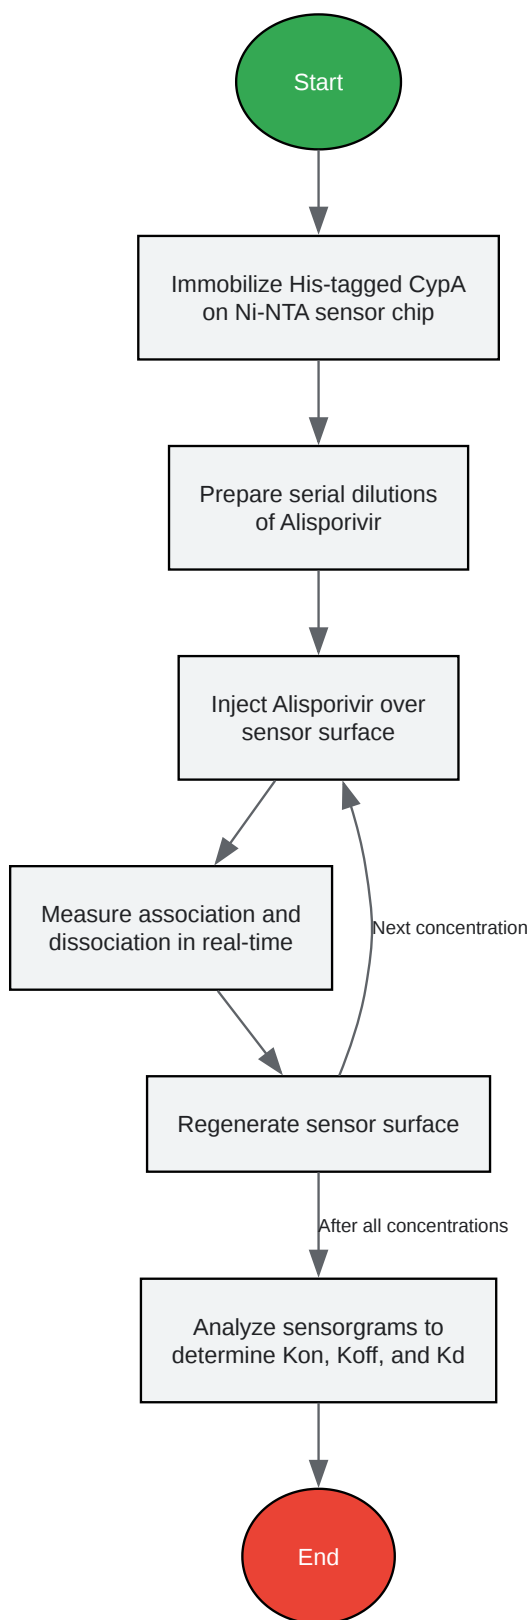 Start
Immobilize His-tagged CypA
on Ni-NTA sensor chip
Prepare serial dilutions
of Alisporivir
Inject Alisporivir over
sensor surface
Measure association and
dissociation in real-time
Next concentration
Regenerate sensor surface
After all concentrations
Analyze sensorgrams to
determine Kon, Koff, and Kd
End